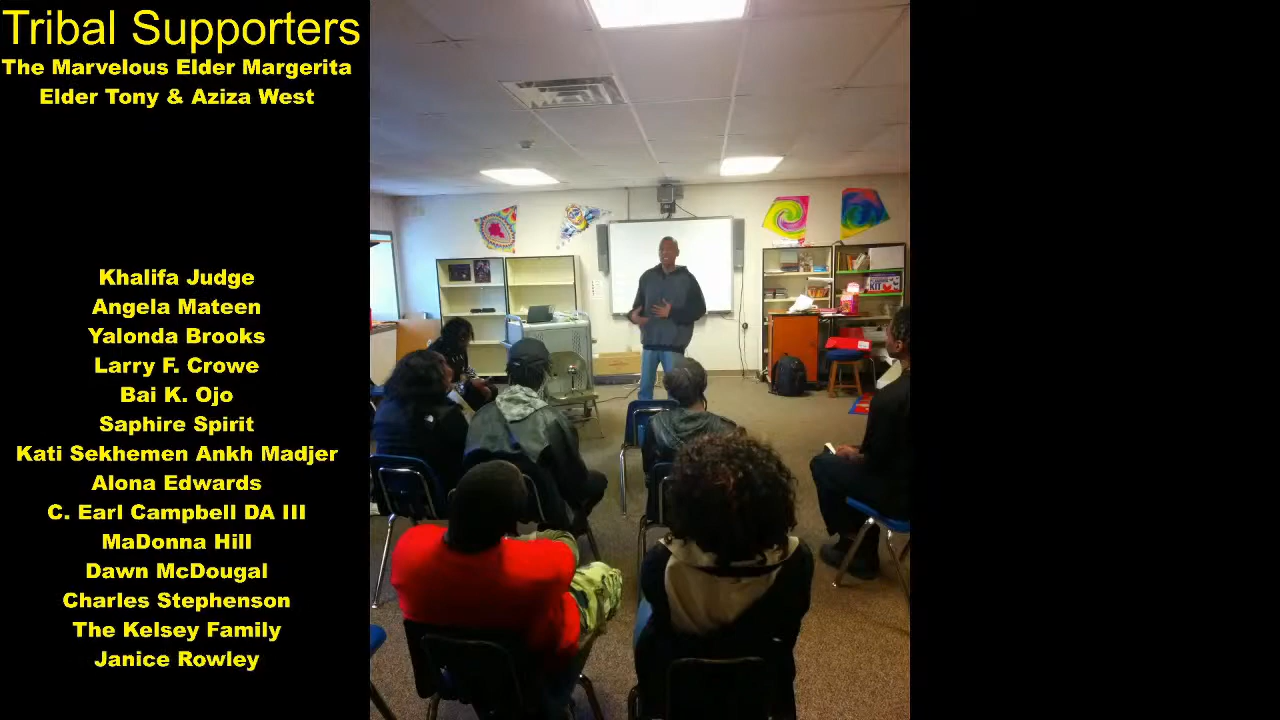 Tribal Supporters
The Marvelous Elder Margerita
Elder Tony & Aziza West
Khalifa Judge
Angela Mateen
Yalonda Brooks
Larry F. Crowe
Bai K. Ojo
Saphire Spirit
Kati Sekhemen Ankh Madjer
Alona Edwards
C. Earl Campbell DA III
MaDonna Hill
Dawn McDougal
Charles Stephenson
The Kelsey Family
Janice Rowley
KIT